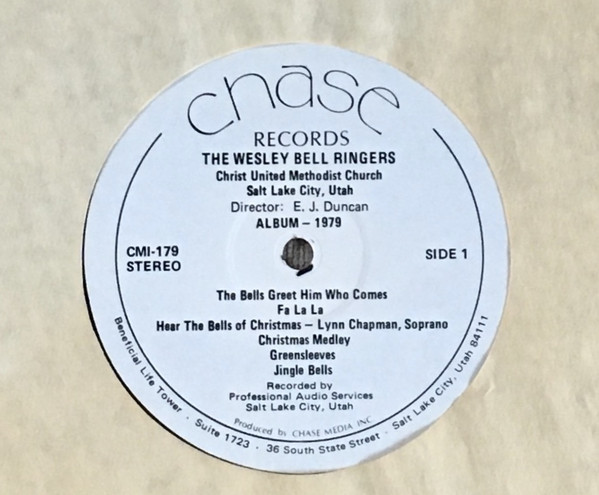 chase
RECORDS
THE WESLEY BELL RINGERS
Christ United Methodist Church
Salt Lake City, Utah
Director: E. J. Duncan
ALBUM – 1979
CMI-179
STEREO
SIDE 1
The Bells Greet Him Who Comes
Fa La La
Hear The Bells of Christmas – Lynn Chapman, Soprano
Christmas Medley
Greensleeves
Jingle Bells
Recorded by
Professional Audio Services
Salt Lake City, Utah
Produced by CHASE MEDIA INC
Beneficial Life Tower · Suite 1723 · 36 South State Street · Salt Lake City, Utah 84111